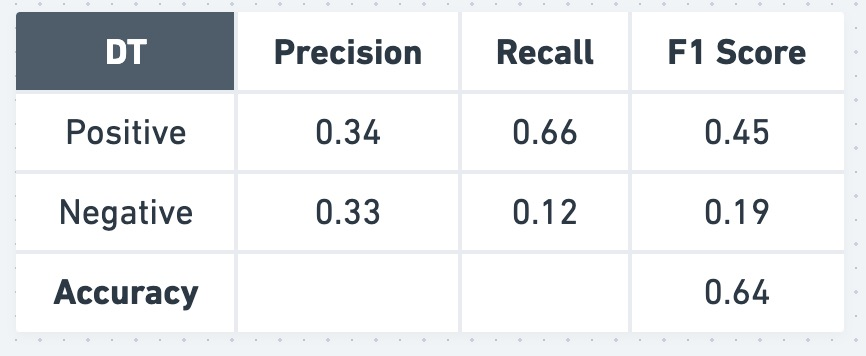 DT Precision Recall F1 Score
Positive 0.34 0.66 0.45
Negative 0.33 0.12 0.19
Accuracy 0.64